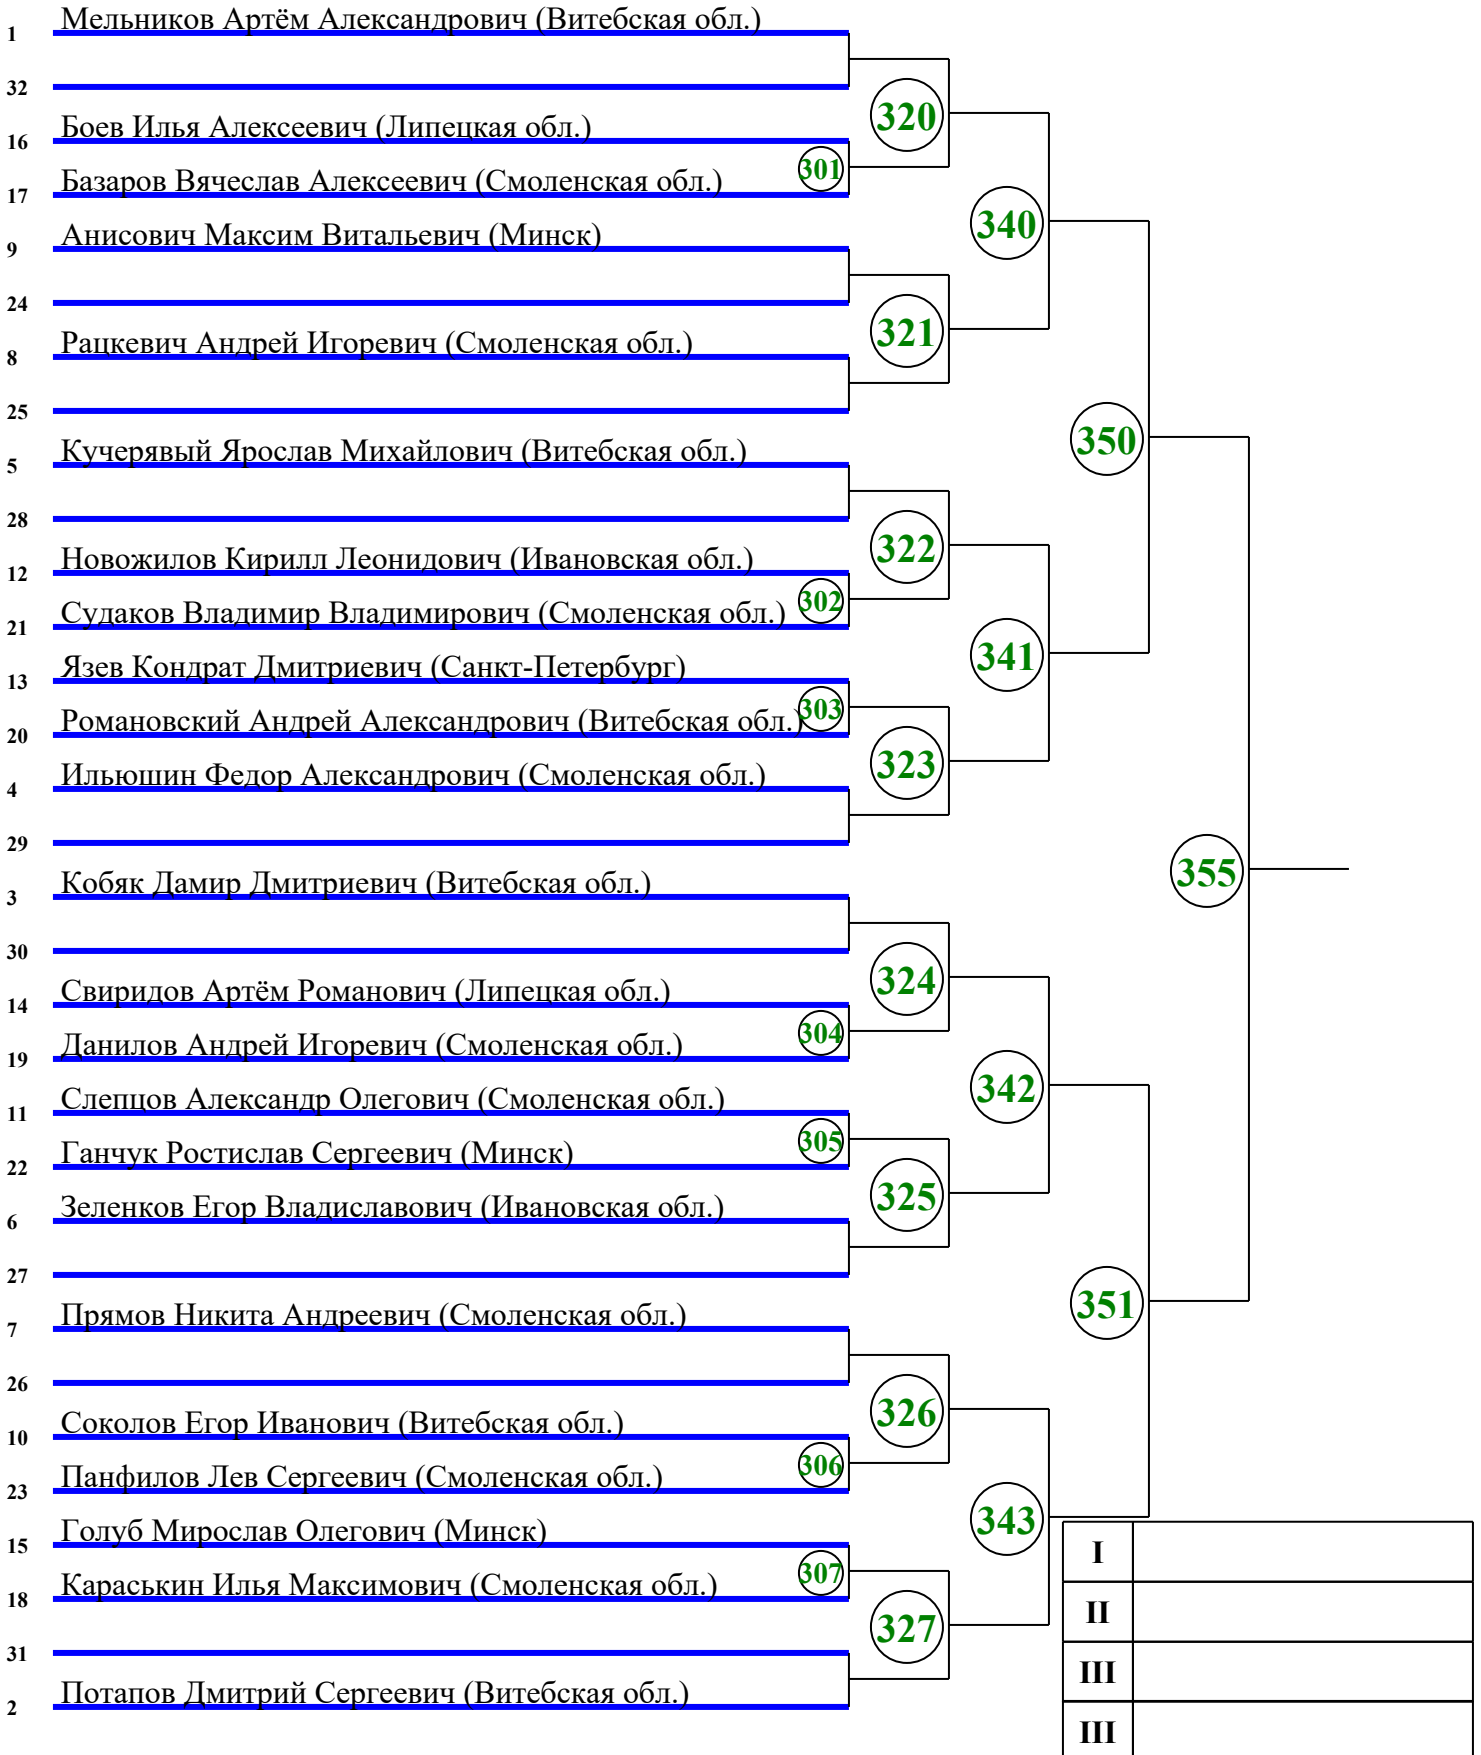 1 Мельников Артём Александрович (Витебская обл.)
32
320
16 Боев Илья Алексеевич (Липецкая обл.)
301
17 Базаров Вячеслав Алексеевич (Смоленская обл.)
340
9 Анисович Максим Витальевич (Минск)
24
321
8 Рацкевич Андрей Игоревич (Смоленская обл.)
25
350
5 Кучерявый Ярослав Михайлович (Витебская обл.)
28
322
12 Новожилов Кирилл Леонидович (Ивановская обл.)
302
21 Судаков Владимир Владимирович (Смоленская обл.)
341
13 Язев Кондрат Дмитриевич (Санкт-Петербург)
303
20 Романовский Андрей Александрович (Витебская обл.)
323
4 Ильюшин Федор Александрович (Смоленская обл.)
29
355
3 Кобяк Дамир Дмитриевич (Витебская обл.)
30
324
14 Свиридов Артём Романович (Липецкая обл.)
304
19 Данилов Андрей Игоревич (Смоленская обл.)
342
11 Слепцов Александр Олегович (Смоленская обл.)
305
22 Ганчук Ростислав Сергеевич (Минск)
325
6 Зеленков Егор Владиславович (Ивановская обл.)
27
351
7 Прямов Никита Андреевич (Смоленская обл.)
26
326
10 Соколов Егор Иванович (Витебская обл.)
306
23 Панфилов Лев Сергеевич (Смоленская обл.)
343
15 Голуб Мирослав Олегович (Минск)
307
18 Караськин Илья Максимович (Смоленская обл.)
327
31
2 Потапов Дмитрий Сергеевич (Витебская обл.)
I
II
III
III